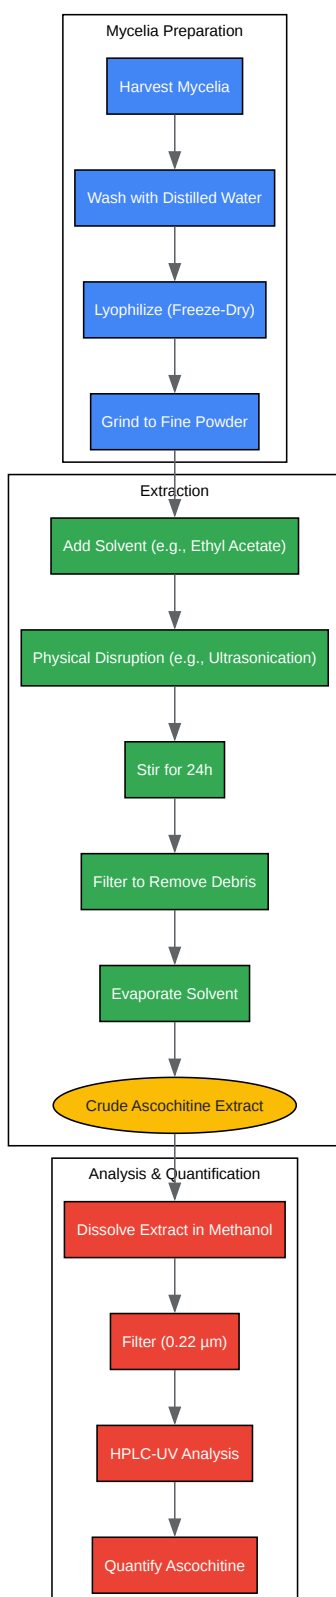 Mycelia Preparation
Harvest Mycelia
Wash with Distilled Water
Lyophilize (Freeze-Dry)
Grind to Fine Powder
Extraction
Add Solvent (e.g., Ethyl Acetate)
Physical Disruption (e.g., Ultrasonication)
Stir for 24h
Filter to Remove Debris
Evaporate Solvent
Crude Ascochitine Extract
Analysis & Quantification
Dissolve Extract in Methanol
Filter (0.22 µm)
HPLC-UV Analysis
Quantify Ascochitine